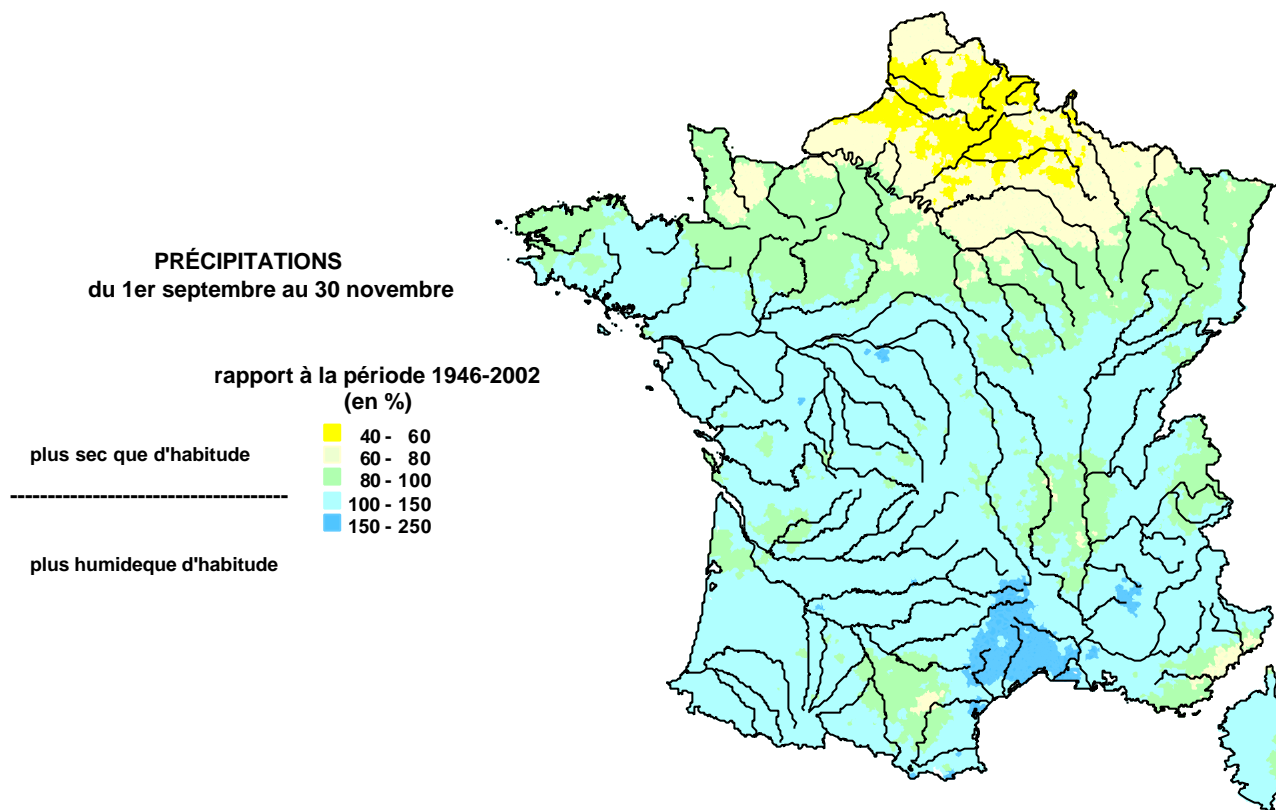 PRÉCIPITATIONS
du 1er septembre au 30 novembre
rapport à la période 1946-2002
(en %)
40 - 60
plus sec que d'habitude
60 - 80
80 - 100
--------------------------------------
100 - 150
150 - 250
plus humideque d'habitude